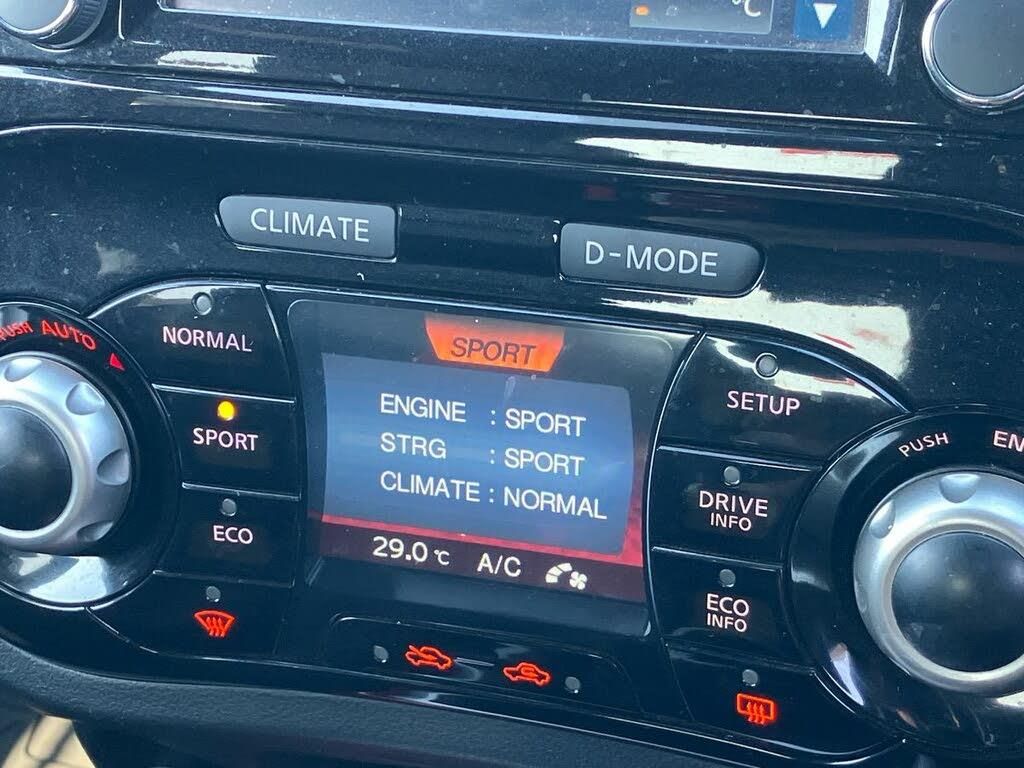 ℃
CLIMATE
D-MODE
PUSH AUTO
NORMAL
SPORT
ECO
SPORT
ENGINE : SPORT
STRG : SPORT
CLIMATE : NORMAL
29.0 ℃ A/C
SETUP
DRIVE
INFO
ECO
INFO
PUSH